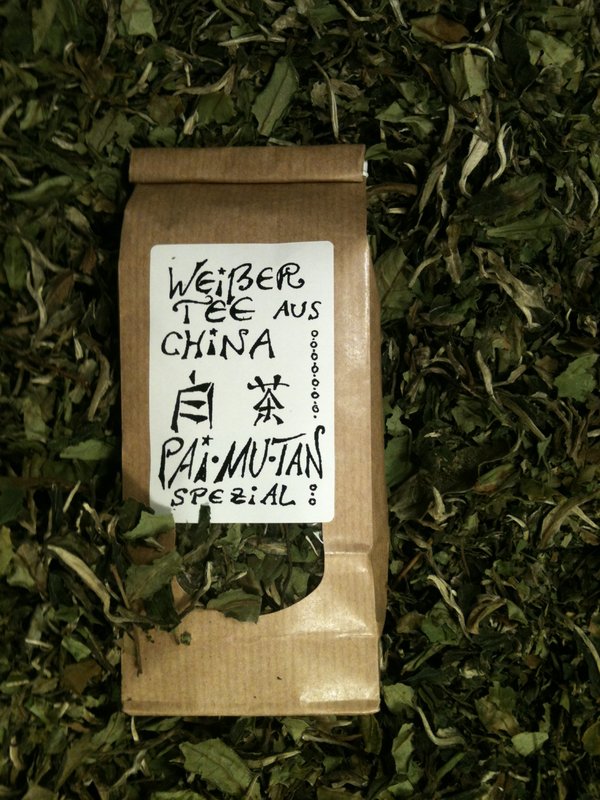 Weißer
Tee aus
China
白 茶
Pai·Mu·Tan
Spezial